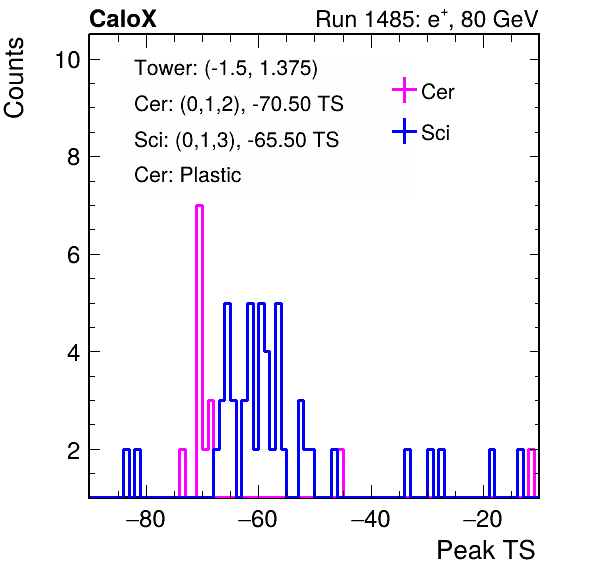 CaloX Run 1485: e⁺, 80 GeV
Counts
Tower: (-1.5, 1.375)
Cer: (0,1,2), -70.50 TS
Sci: (0,1,3), -65.50 TS
Cer: Plastic
Cer
Sci
10
8
6
4
2
−80 −60 −40 −20
Peak TS